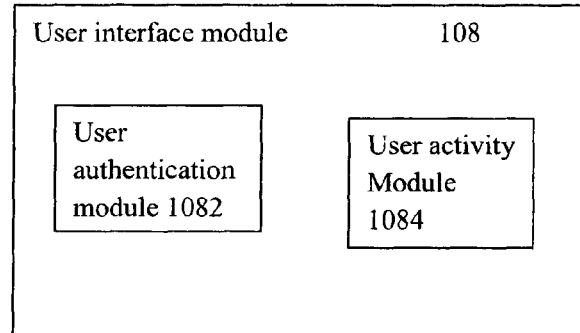 User interface module 108
User
authentication
module 1082
User activity
Module
1084